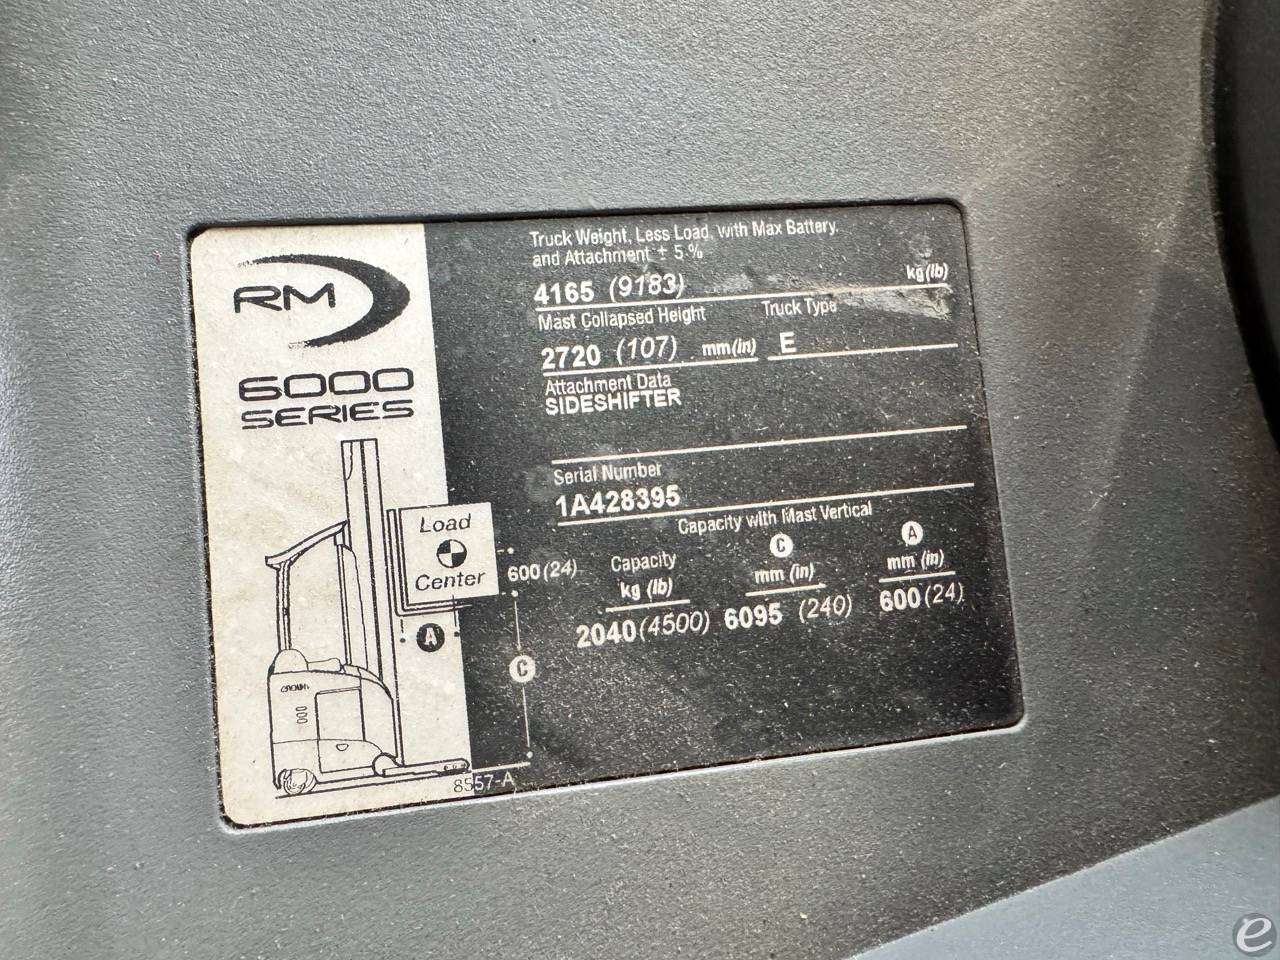 RM
6000
SERIES
Load
Center
600 (24)
A
C
CROWN
8557-A
Truck Weight, Less Load, with Max Battery.
and Attachment ± 5 %
4165 (9183) kg (lb)
Mast Collapsed Height Truck Type
2720 (107) mm (in) E
Attachment Data
SIDESHIFTER
Serial Number
1A428395
Capacity with Mast Vertical
Capacity C A
kg (lb) mm (in) mm (in)
2040 (4500) 6095 (240) 600 (24)
e